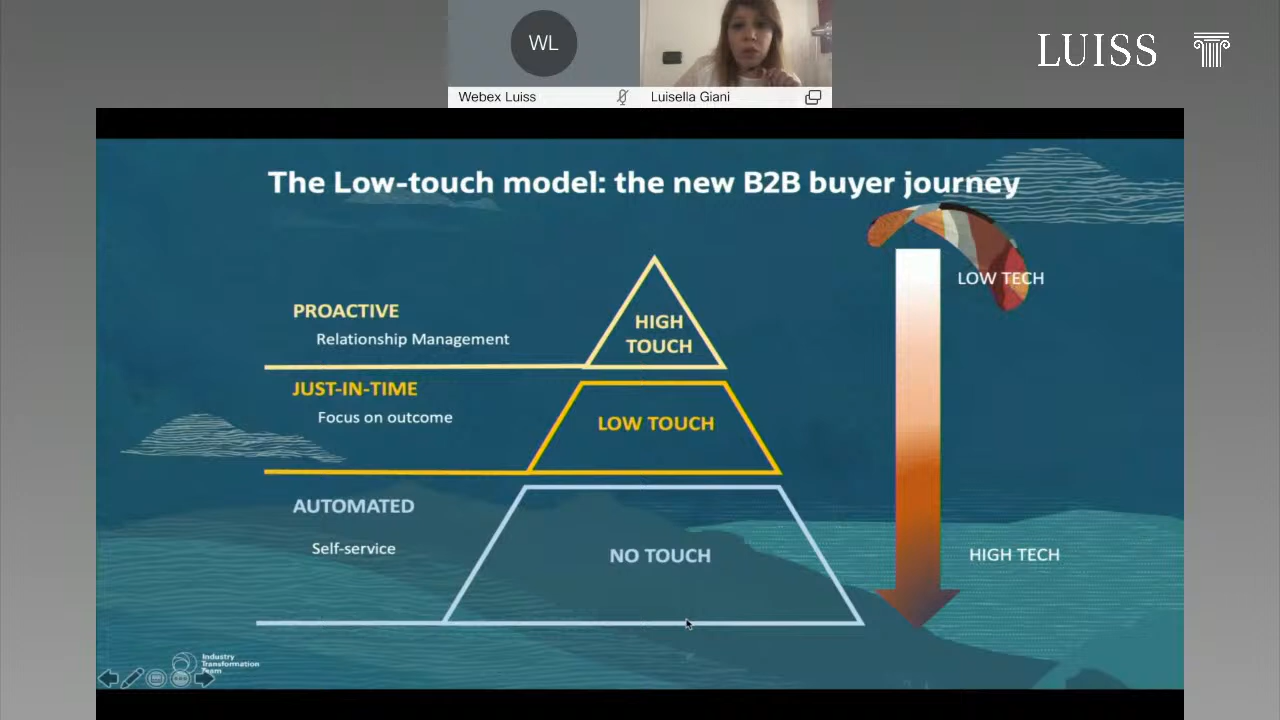 WL
Webex Luiss
Luisella Giani
LUISS
The Low-touch model: the new B2B buyer journey
LOW TECH
PROACTIVE
Relationship Management
HIGH
TOUCH
JUST-IN-TIME
Focus on outcome
LOW TOUCH
AUTOMATED
Self-service
NO TOUCH
HIGH TECH
Industry
Transformation
Team